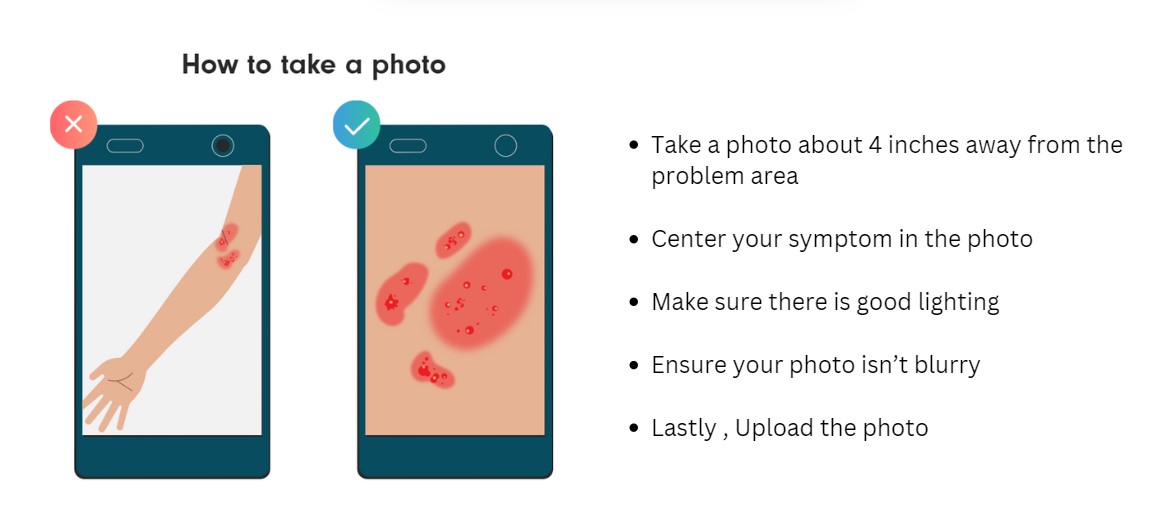 How to take a photo
Take a photo about 4 inches away from the
problem area
Center your symptom in the photo
Make sure there is good lighting
Ensure your photo isn’t blurry
Lastly , Upload the photo